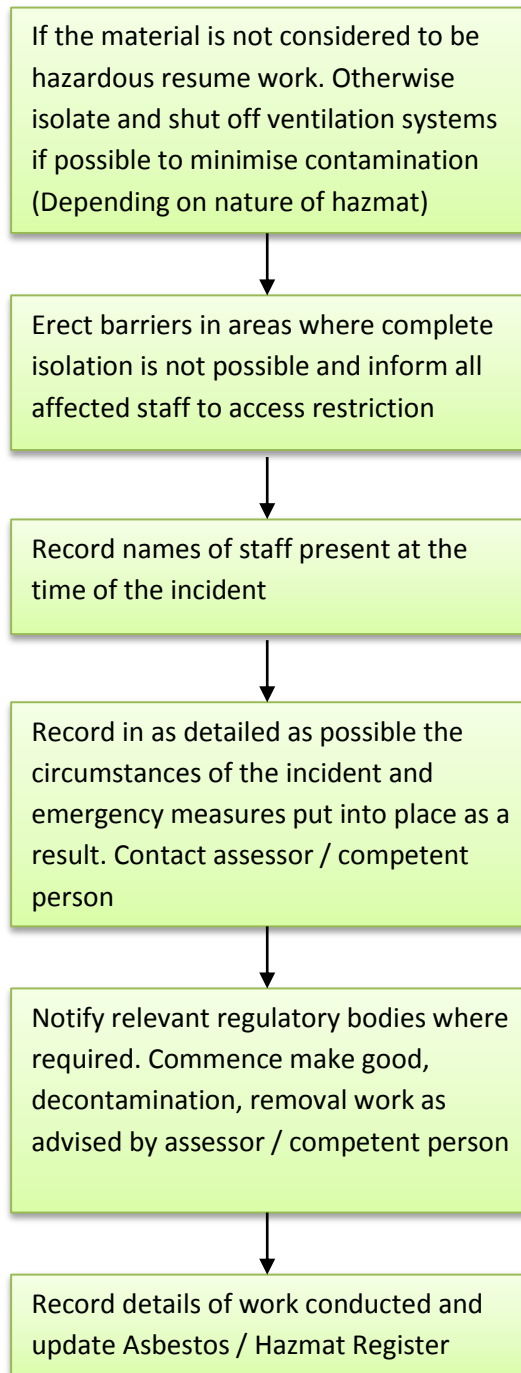 If the material is not considered to be
hazardous resume work. Otherwise
isolate and shut off ventilation systems
if possible to minimise contamination
(Depending on nature of hazmat)
Erect barriers in areas where complete
isolation is not possible and inform all
affected staff to access restriction
Record names of staff present at the
time of the incident
Record in as detailed as possible the
circumstances of the incident and
emergency measures put into place as a
result. Contact assessor / competent
person
Notify relevant regulatory bodies where
required. Commence make good,
decontamination, removal work as
advised by assessor / competent person
Record details of work conducted and
update Asbestos / Hazmat Register